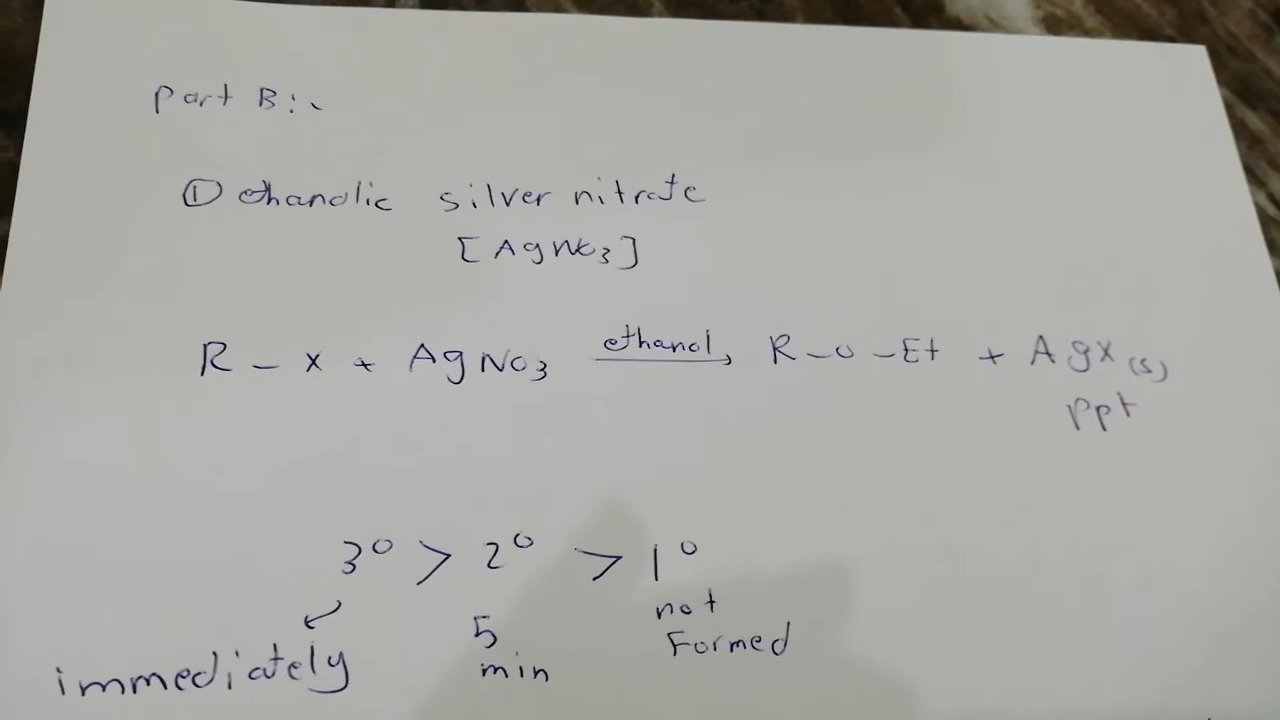 Part B:-
① ethanolic silver nitrate
[AgNO3]
R - X + AgNO3 ethanol→ R-O-Et + AgX(s)
ppt
3° > 2° > 1°
immediately 5 min not Formed